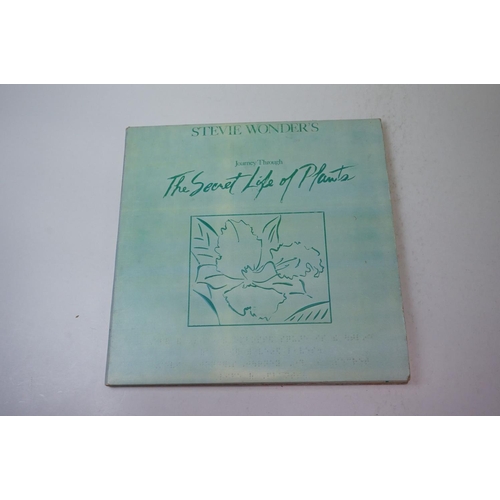 STEVIE WONDER'S
Journey Through
The Secret Life of Plants